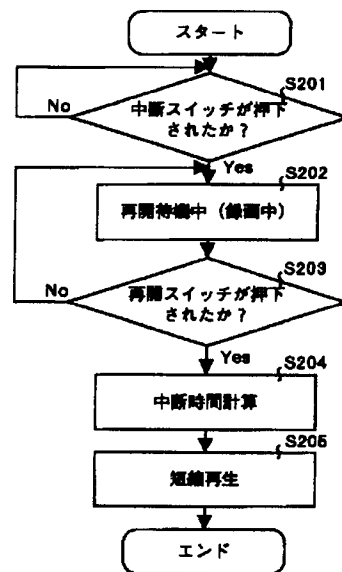 スタート
S201
No
中断スイッチが押下
されたか？
Yes
S202
再開待機中（録画中）
S203
No
再開スイッチが押下
されたか？
Yes
S204
中断時間計算
S205
短縮再生
エンド